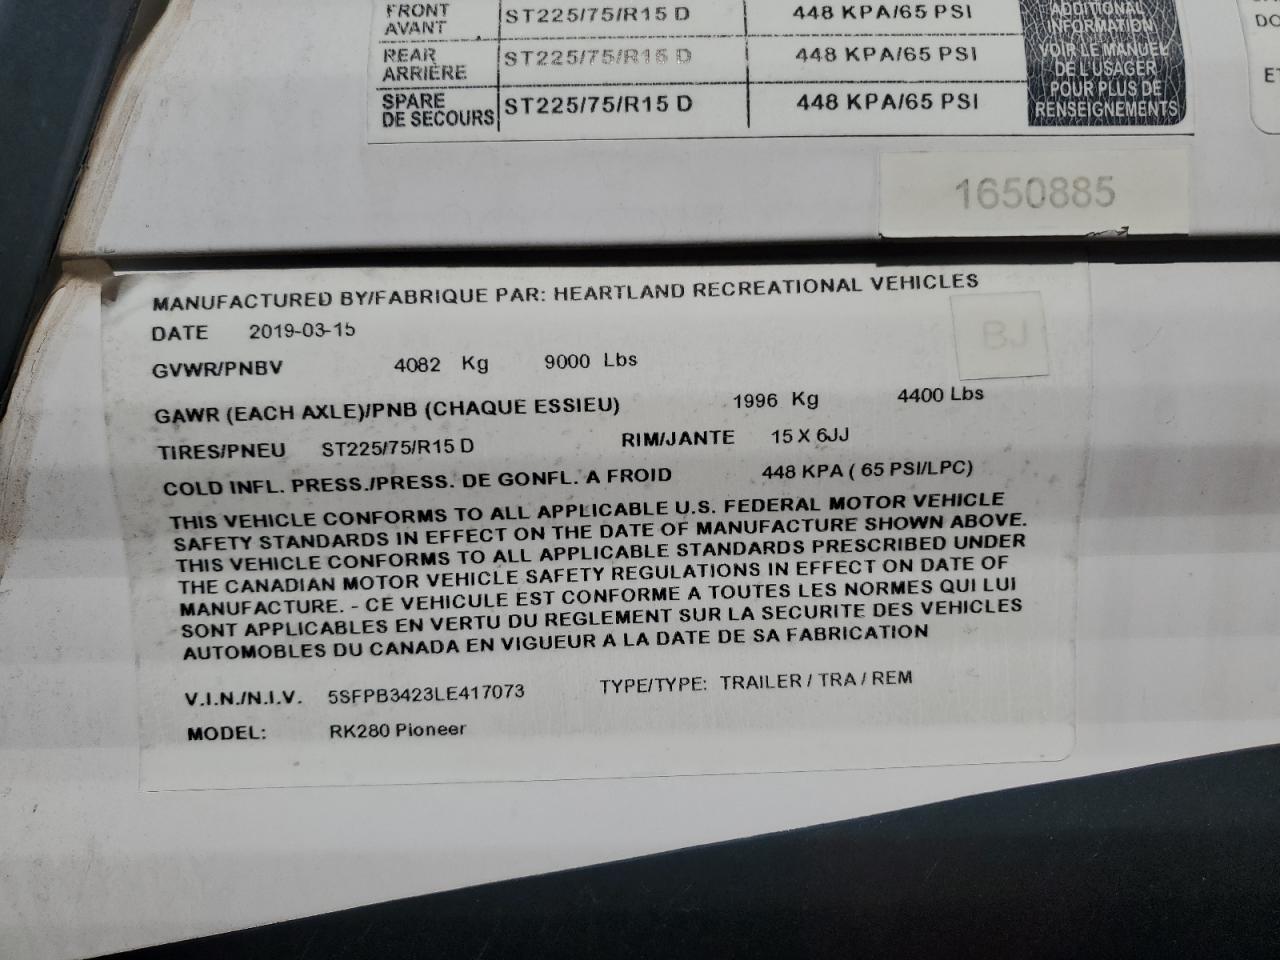 FRONT
AVANT
ST225/75/R15 D
448 KPA/65 PSI
REAR
ARRIÈRE
ST225/75/R15 D
448 KPA/65 PSI
SPARE
DE SECOURS
ST225/75/R15 D
448 KPA/65 PSI
ADDITIONAL
INFORMATION
VOIR LE MANUEL
DE L'USAGER
POUR PLUS DE
RENSEIGNEMENTS
DO
ET
1650885
MANUFACTURED BY/FABRIQUE PAR: HEARTLAND RECREATIONAL VEHICLES
DATE 2019-03-15
BJ
GVWR/PNBV 4082 Kg 9000 Lbs
GAWR (EACH AXLE)/PNB (CHAQUE ESSIEU) 1996 Kg 4400 Lbs
TIRES/PNEU ST225/75/R15 D RIM/JANTE 15 X 6JJ
COLD INFL. PRESS./PRESS. DE GONFL. A FROID 448 KPA ( 65 PSI/LPC)
THIS VEHICLE CONFORMS TO ALL APPLICABLE U.S. FEDERAL MOTOR VEHICLE
SAFETY STANDARDS IN EFFECT ON THE DATE OF MANUFACTURE SHOWN ABOVE.
THIS VEHICLE CONFORMS TO ALL APPLICABLE STANDARDS PRESCRIBED UNDER
THE CANADIAN MOTOR VEHICLE SAFETY REGULATIONS IN EFFECT ON DATE OF
MANUFACTURE. - CE VEHICULE EST CONFORME A TOUTES LES NORMES QUI LUI
SONT APPLICABLES EN VERTU DU REGLEMENT SUR LA SECURITE DES VEHICLES
AUTOMOBILES DU CANADA EN VIGUEUR A LA DATE DE SA FABRICATION
V.I.N./N.I.V. 5SFPB3423LE417073 TYPE/TYPE: TRAILER / TRA / REM
MODEL: RK280 Pioneer